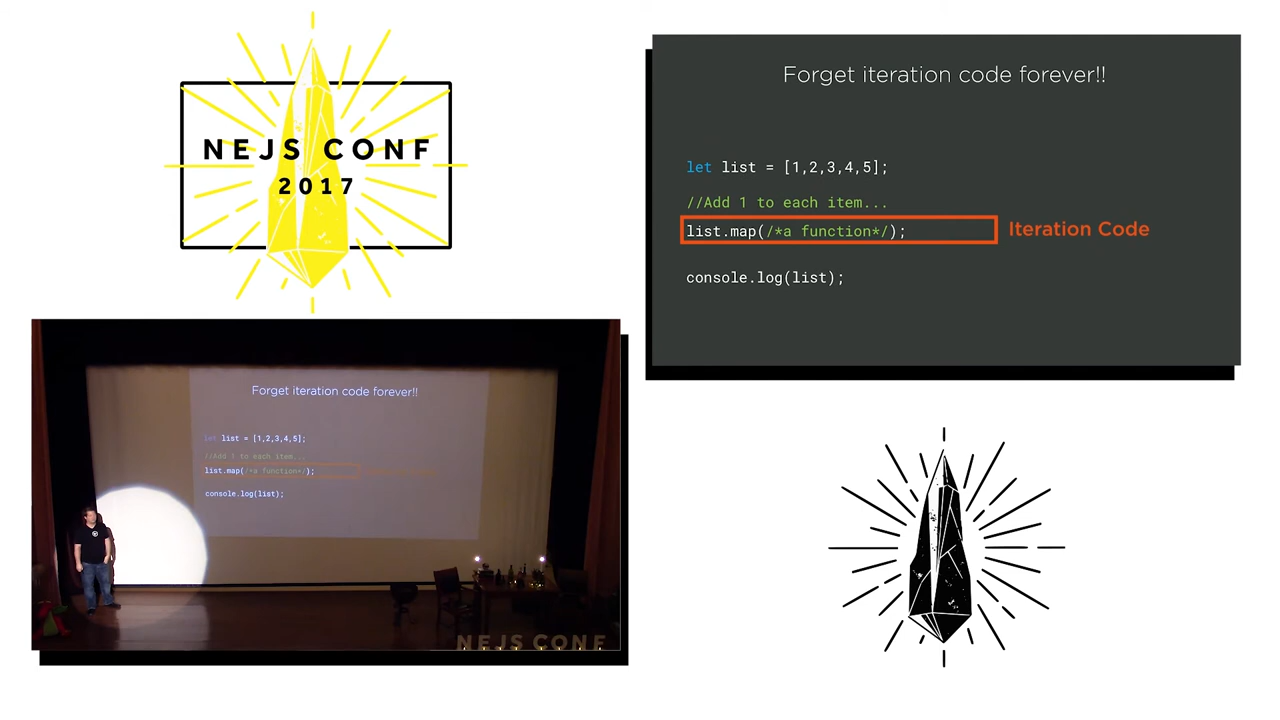 NEJS CONF
2017
Forget iteration code forever!!
let list = [1,2,3,4,5];
//Add 1 to each item...
list.map(/*a function*/);
Iteration Code
console.log(list);
Forget iteration code forever!!
let list = [1,2,3,4,5];
//Add 1 to each item...
list.map(/*a function*/);
console.log(list);
NEJS CONF